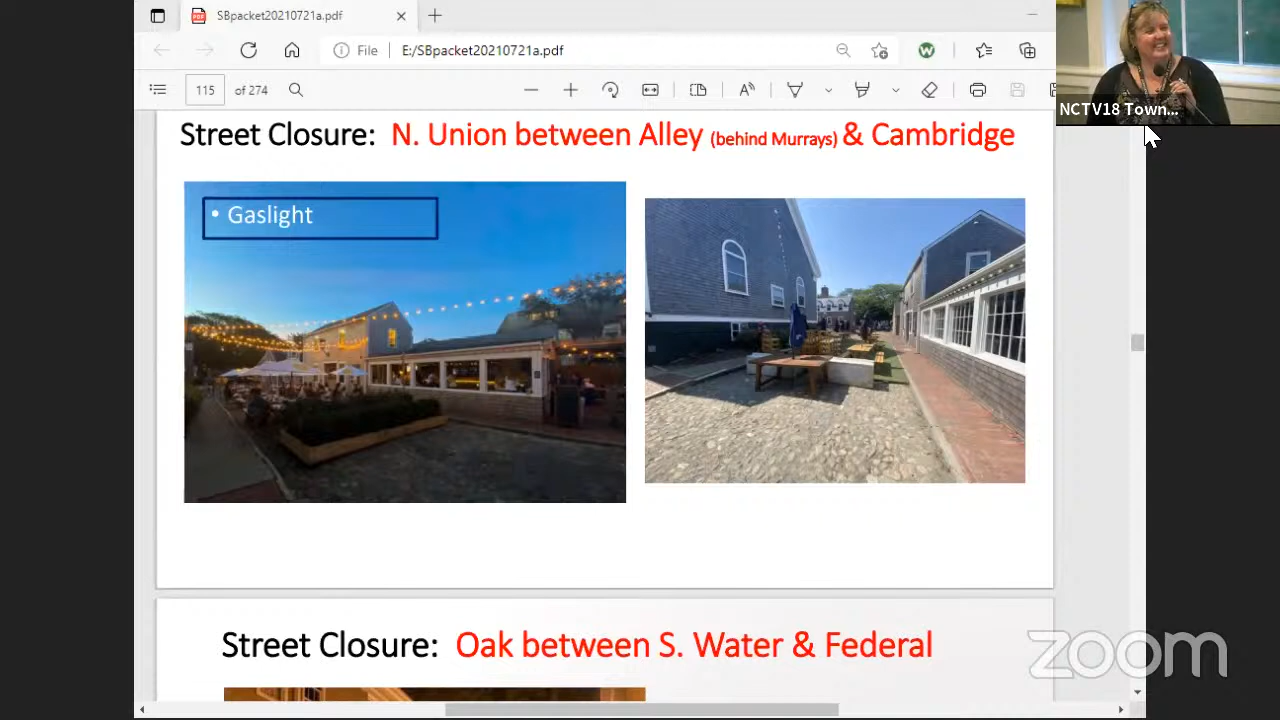 SBpacket20210721a.pdf
File
E:/SBpacket20210721a.pdf
115 of 274
NCTV18 Town...
Street Closure: N. Union between Alley (behind Murrays) & Cambridge
• Gaslight
Street Closure: Oak between S. Water & Federal
zoom